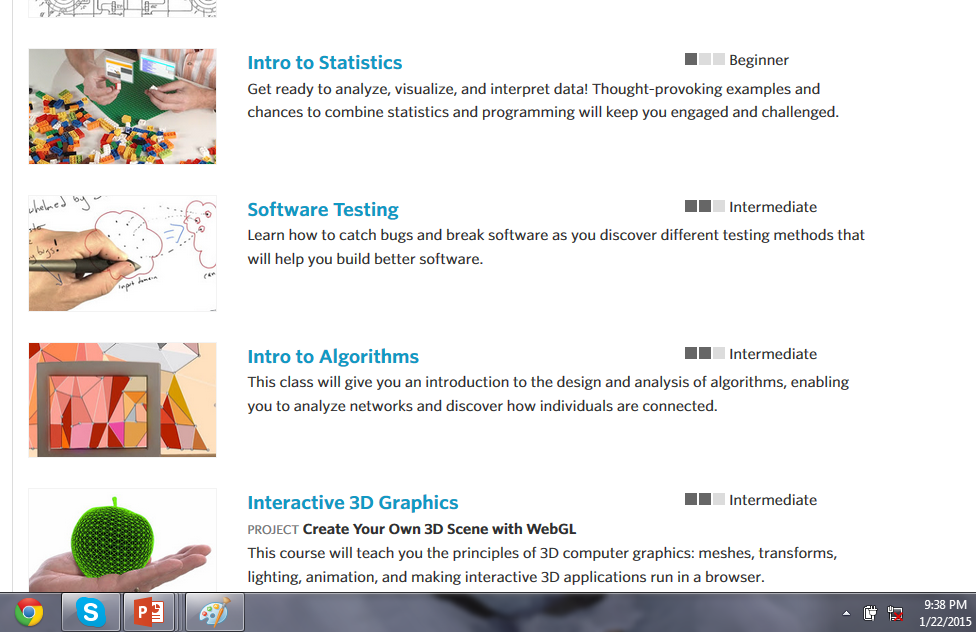 Intro to Statistics
Beginner
Get ready to analyze, visualize, and interpret data! Thought-provoking examples and
chances to combine statistics and programming will keep you engaged and challenged.
Software Testing
Intermediate
Learn how to catch bugs and break software as you discover different testing methods that
will help you build better software.
bugs!
input domain
Intro to Algorithms
Intermediate
This class will give you an introduction to the design and analysis of algorithms, enabling
you to analyze networks and discover how individuals are connected.
Interactive 3D Graphics
Intermediate
PROJECT Create Your Own 3D Scene with WebGL
This course will teach you the principles of 3D computer graphics: meshes, transforms,
lighting, animation, and making interactive 3D applications run in a browser.
9:38 PM
1/22/2015